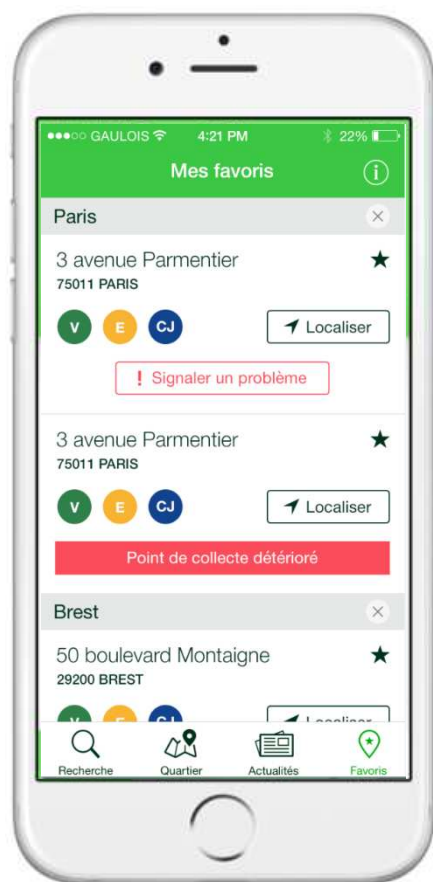 GAULOIS 4:21 PM 22%
Mes favoris i
Paris
3 avenue Parmentier
75011 PARIS
V E CJ Localiser
! Signaler un problème
3 avenue Parmentier
75011 PARIS
V E CJ Localiser
Point de collecte détérioré
Brest
50 boulevard Montaigne
29200 BREST
V E CJ Localiser
Recherche Quartier Actualités Favoris